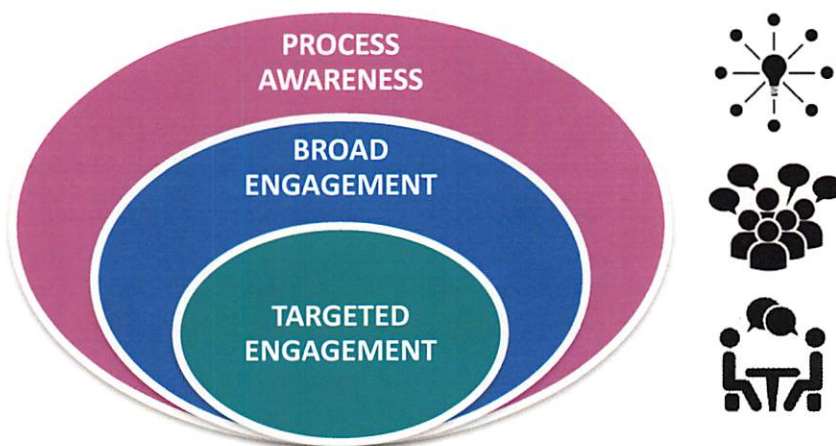 PROCESS
AWARENESS
BROAD
ENGAGEMENT
TARGETED
ENGAGEMENT